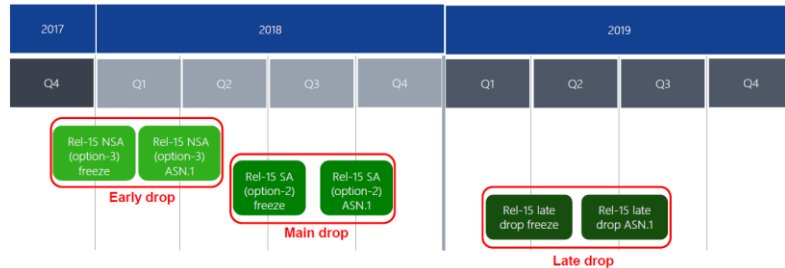 2017
2018
2019
Q4
Q1
Q2
Q3
Q4
Q1
Q2
Q3
Q4
Rel-15 NSA
(option-3)
freeze
Rel-15 NSA
(option-3)
ASN.1
Early drop
Rel-15 SA
(option-2)
freeze
Rel-15 SA
(option-2)
ASN.1
Main drop
Rel-15 late
drop freeze
Rel-15 late
drop ASN.1
Late drop